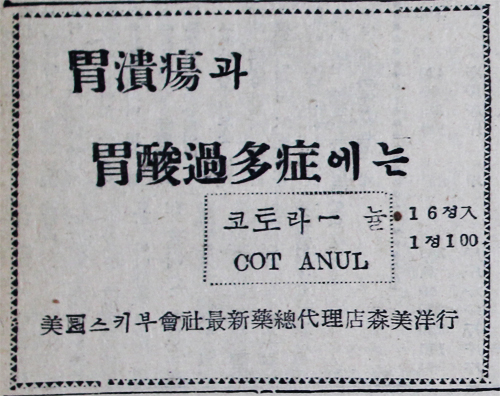 胃潰瘍과
胃酸過多症에는
코토라ー 뉼
16정入
1정100
COT ANUL
美國스키부會社最新藥總代理店森美洋行